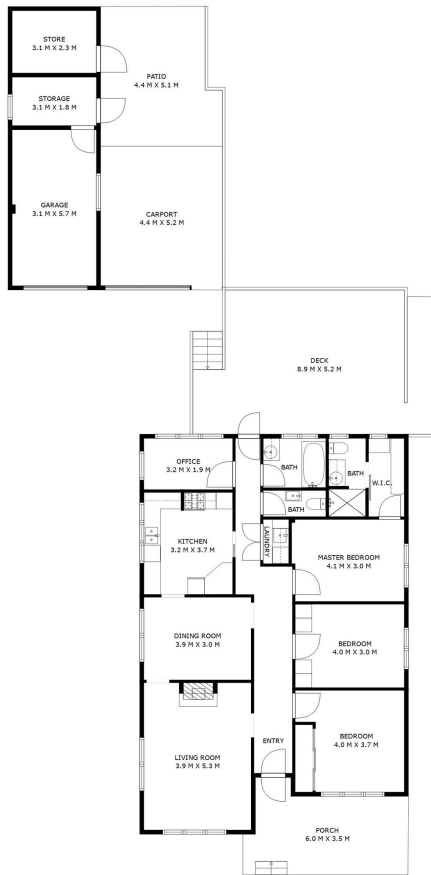 STORE
3.1 M X 2.3 M
PATIO
4.4 M X 5.1 M
STORAGE
3.1 M X 1.8 M
GARAGE
3.1 M X 5.7 M
CARPORT
4.4 M X 5.2 M
DECK
8.9 M X 5.2 M
OFFICE
3.2 M X 1.9 M
BATH
BATH
W.I.C.
BATH
KITCHEN
3.2 M X 3.7 M
LAUNDRY
MASTER BEDROOM
4.1 M X 3.0 M
DINING ROOM
3.9 M X 3.0 M
BEDROOM
4.0 M X 3.0 M
BEDROOM
4.0 M X 3.7 M
ENTRY
LIVING ROOM
3.9 M X 5.3 M
PORCH
6.0 M X 3.5 M